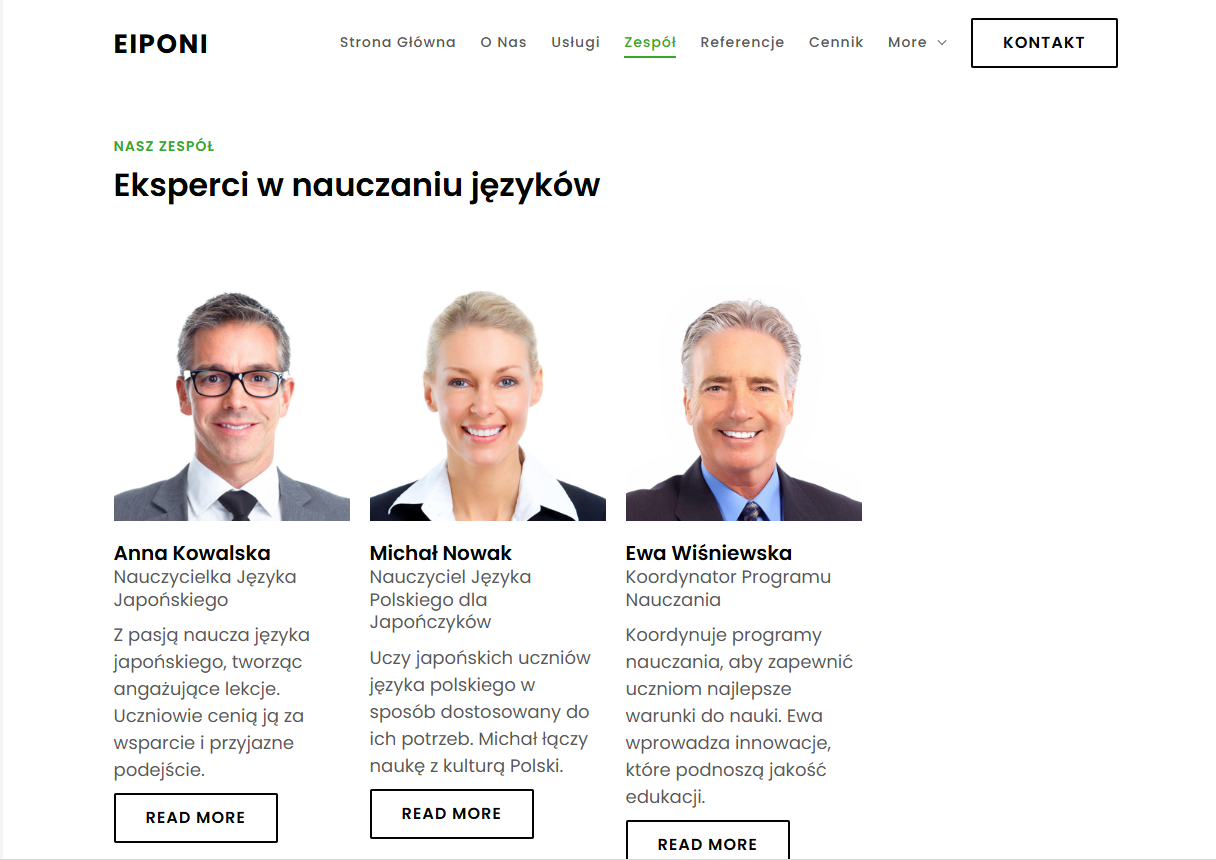 EIPONI
Strona Główna
O Nas
Usługi
Zespół
Referencje
Cennik
More
KONTAKT
NASZ ZESPÓŁ
Eksperci w nauczaniu języków
Anna Kowalska
Nauczycielka Języka
Japońskiego
Z pasją naucza języka
japońskiego, tworząc
angażujące lekcje.
Uczniowie cenią ją za
wsparcie i przyjazne
podejście.
READ MORE
Michał Nowak
Nauczyciel Języka
Polskiego dla
Japończyków
Uczy japońskich uczniów
języka polskiego w
sposób dostosowany do
ich potrzeb. Michał łączy
naukę z kulturą Polski.
READ MORE
Ewa Wiśniewska
Koordynator Programu
Nauczania
Koordynuje programy
nauczania, aby zapewnić
uczniom najlepsze
warunki do nauki. Ewa
wprowadza innowacje,
które podnoszą jakość
edukacji.
READ MORE